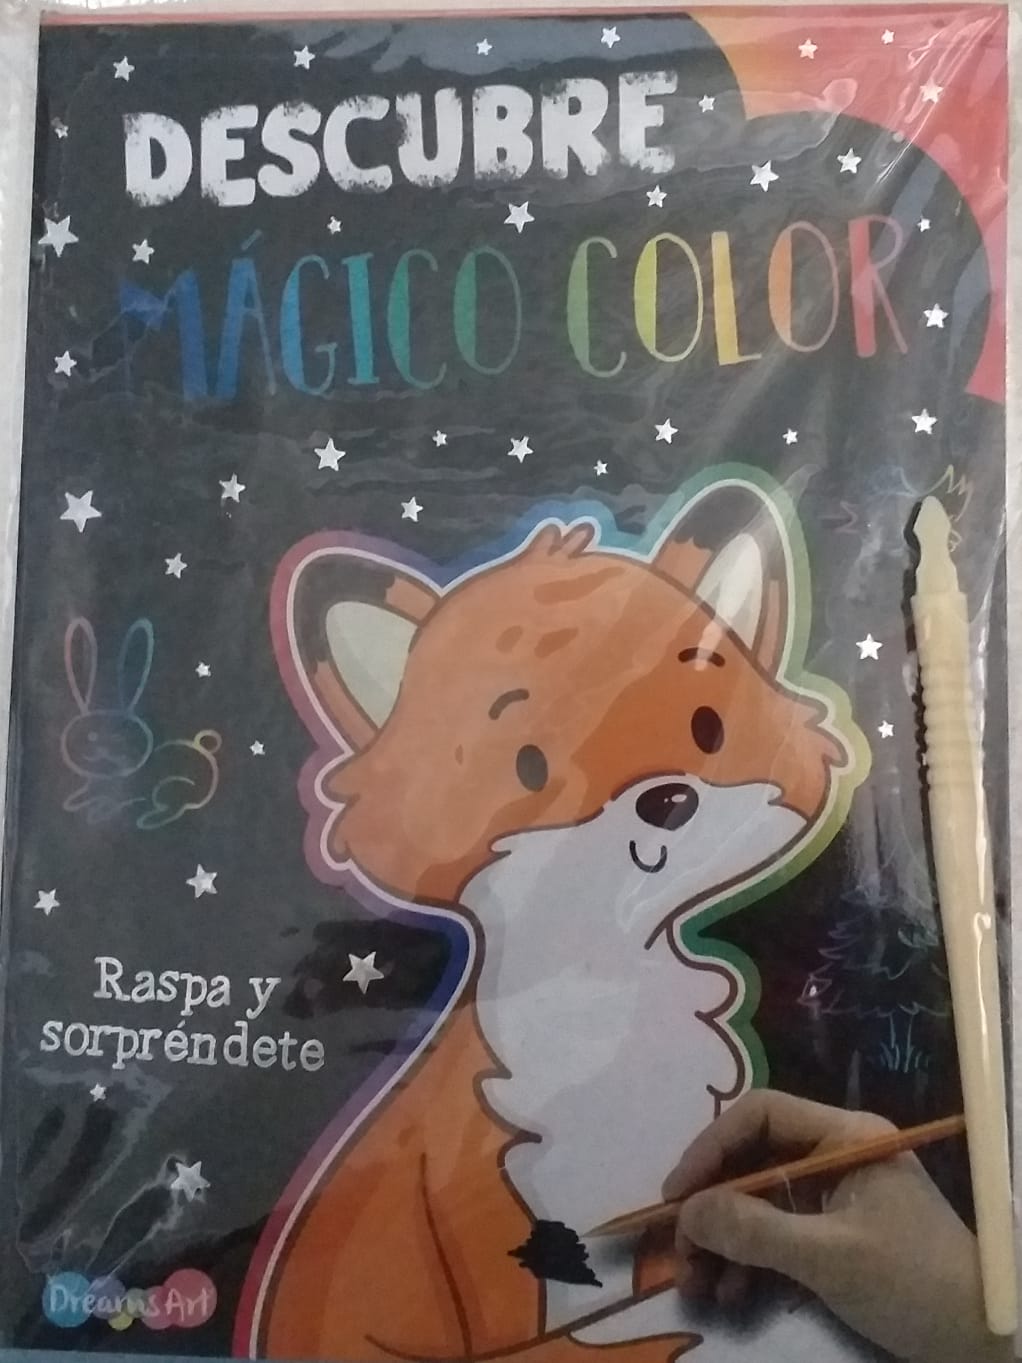 DESCUBRE
MÁGICO COLOR
Raspa y
sorpréndete
Dreams Art